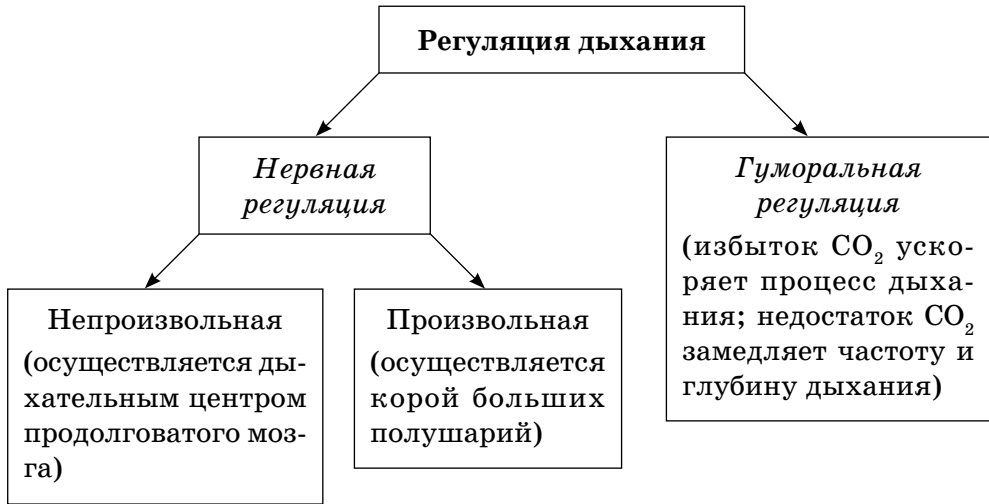 Регуляция дыхания
Нервная
регуляция
Гуморальная
регуляция
(избыток CO₂ уско-
ряет процесс дыха-
ния; недостаток CO₂
замедляет частоту и
глубину дыхания)
Непроизвольная
(осуществляется ды-
хательным центром
продолговатого моз-
га)
Произвольная
(осуществляется
корой больших
полушарий)